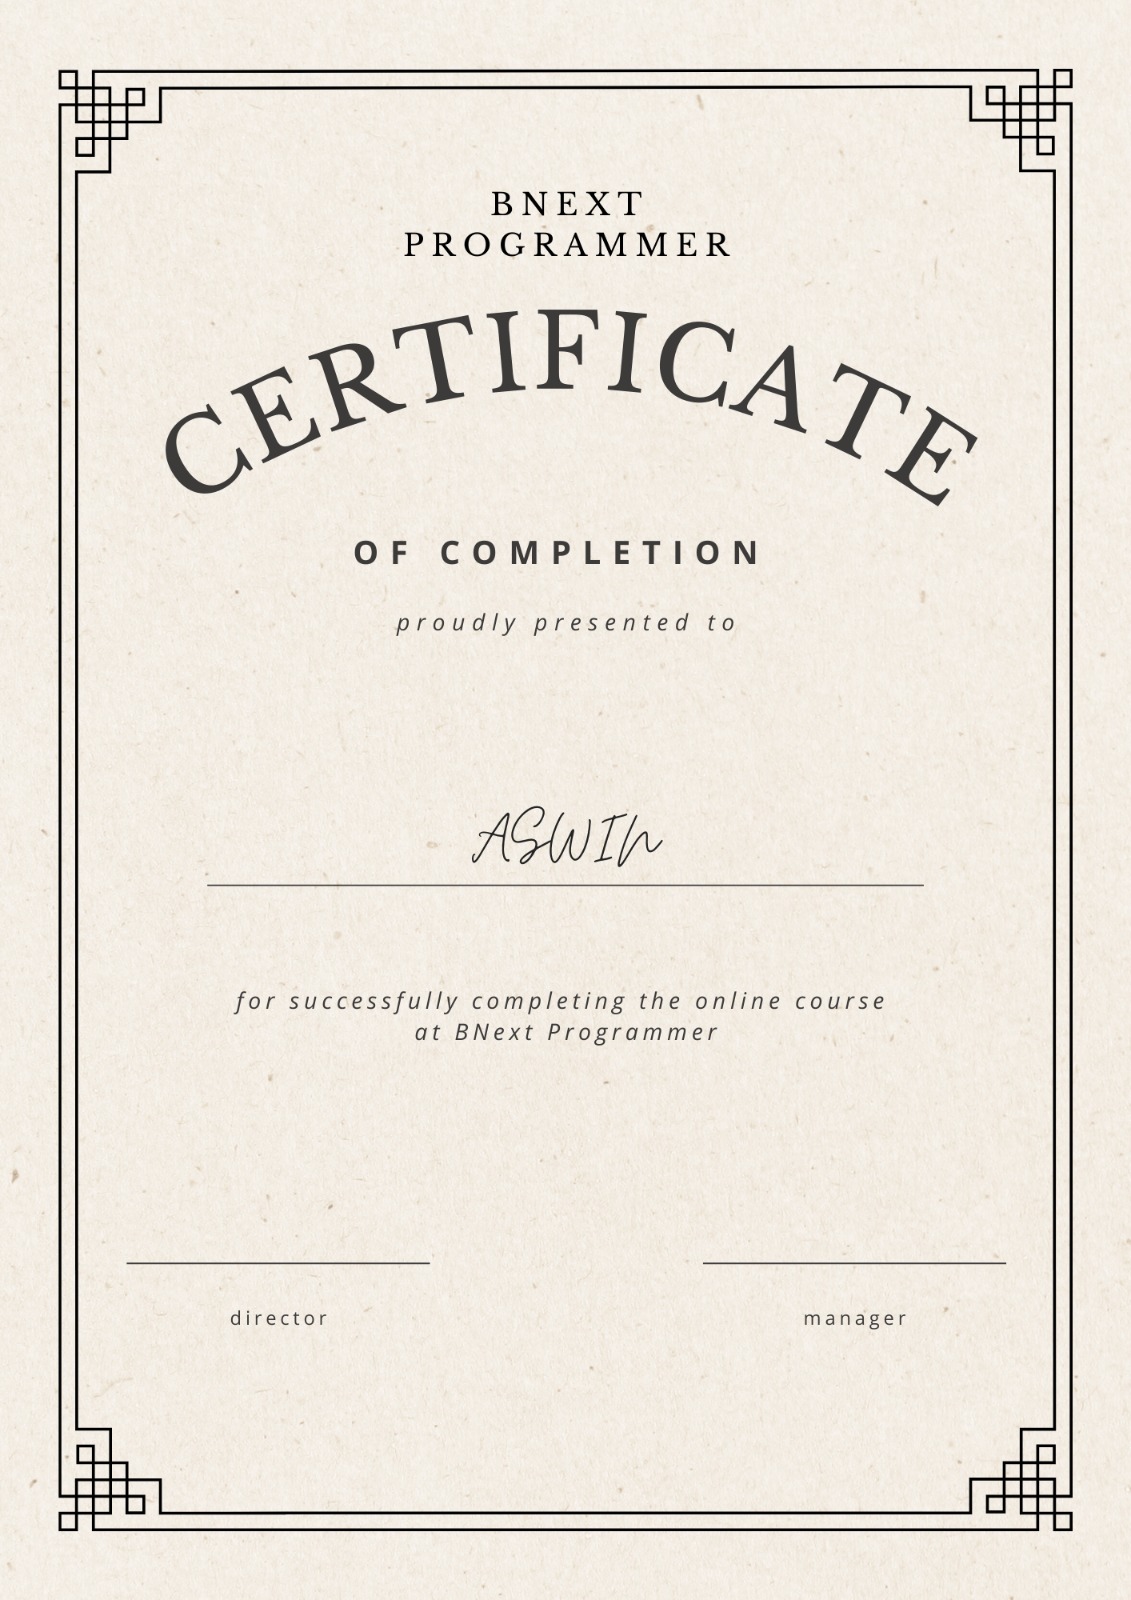 BNEXT
PROGRAMMER
CERTIFICATE
OF COMPLETION
proudly presented to
ASWIN
for successfully completing the online course
at BNext Programmer
director
manager